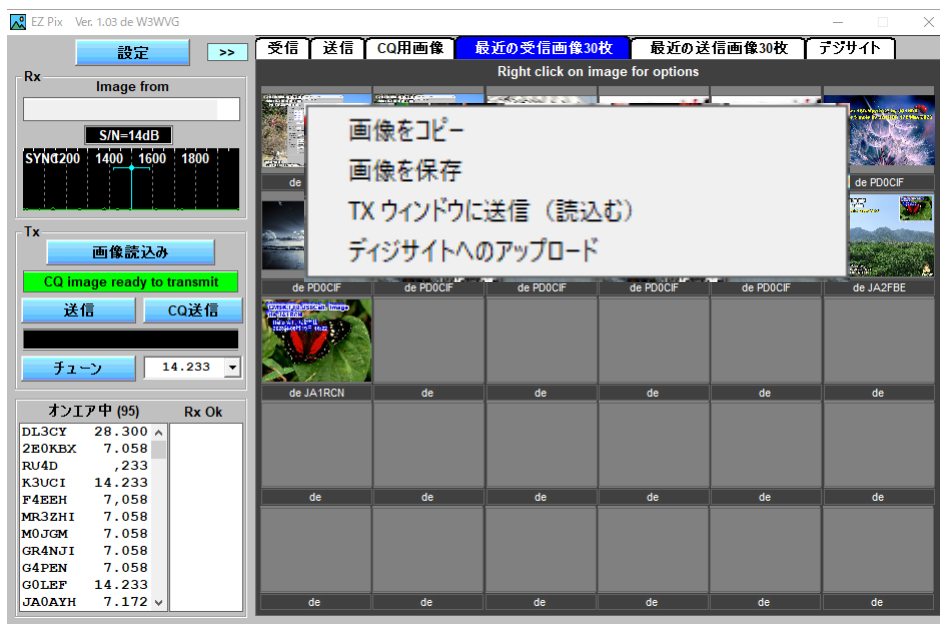 EZ Pix Ver. 1.03 de W3WVG
設定
>>
受信
送信
CQ用画像
最近の受信画像30枚
最近の送信画像30枚
デジサイト
Right click on image for options
Rx
Image from
S/N=14dB
SYNC1200 1400 1600 1800
画像をコピー
画像を保存
TX ウィンドウに送信（読込む）
ディジサイトへのアップロード
de
de PD0CIF
Tx
画像読込み
CQ image ready to transmit
送信
CQ送信
チューン
14.233
de PD0CIF
de PD0CIF
de PD0CIF
de PD0CIF
de PD0CIF
de JA2FBE
de JA1RCN
de
de
de
de
de
オンエア中 (95)
Rx Ok
DL3CY 28.300
2E0KBX 7.058
RU4D ,233
K3UCI 14.233
F4EEH 7,058
MR3ZHI 7.058
M0JGM 7.058
GR4NJI 7.058
G4PEN 7.058
G0LEF 14.233
JA0AYH 7.172
de
de
de
de
de
de
de
de
de
de
de
de